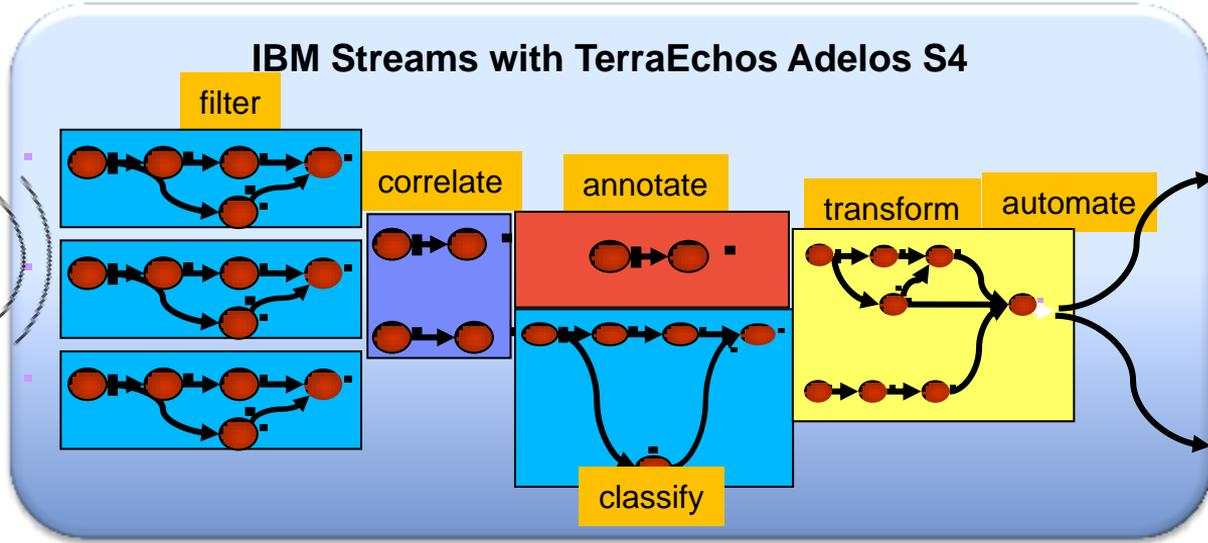 IBM Streams with TerraEchos Adelos S4
filter
correlate
annotate
transform
automate
classify